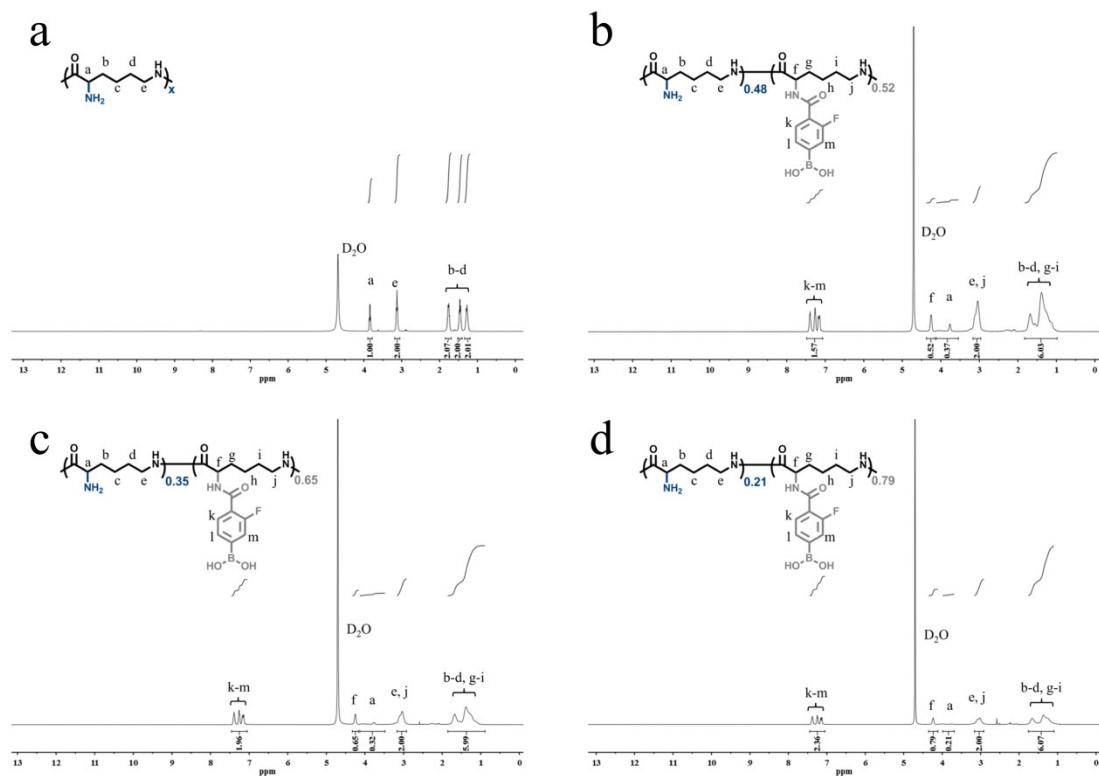 a
O
H
a b c d e N
NH2 x
D2O
a
e
b-d
1.00
2.00
2.07
2.00
2.01
13 12 11 10 9 8 7 6 5 4 3 2 1 0
ppm
b
O H O H
a b c d e N f g h i j N
NH2 0.48 HN O 0.52
k F
l m
B
HO OH
D2O
k-m
f
a
e, j
b-d, g-i
1.57
0.52
0.37
2.00
6.03
13 12 11 10 9 8 7 6 5 4 3 2 1 0
ppm
c
O H O H
a b c d e N f g h i j N
NH2 0.35 HN O 0.65
k F
l m
B
HO OH
D2O
k-m
f
a
e, j
b-d, g-i
1.96
0.65
0.32
2.00
5.99
13 12 11 10 9 8 7 6 5 4 3 2 1 0
ppm
d
O H O H
a b c d e N f g h i j N
NH2 0.21 HN O 0.79
k F
l m
B
HO OH
D2O
k-m
f
a
e, j
b-d, g-i
2.36
0.79
0.21
2.00
6.07
13 12 11 10 9 8 7 6 5 4 3 2 1 0
ppm